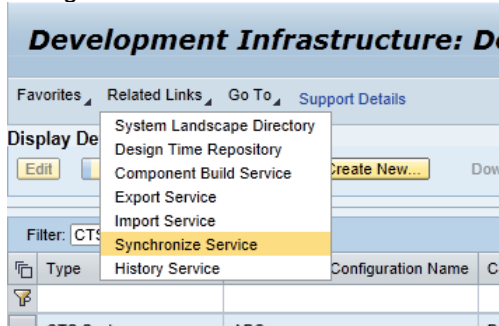 Development Infrastructure: D
Favorites Related Links Go To Support Details
System Landscape Directory
Display De
Design Time Repository
Edit Component Build Service Create New... Dow
Export Service
Import Service
Filter: CTS
Synchronize Service
Type History Service Configuration Name C